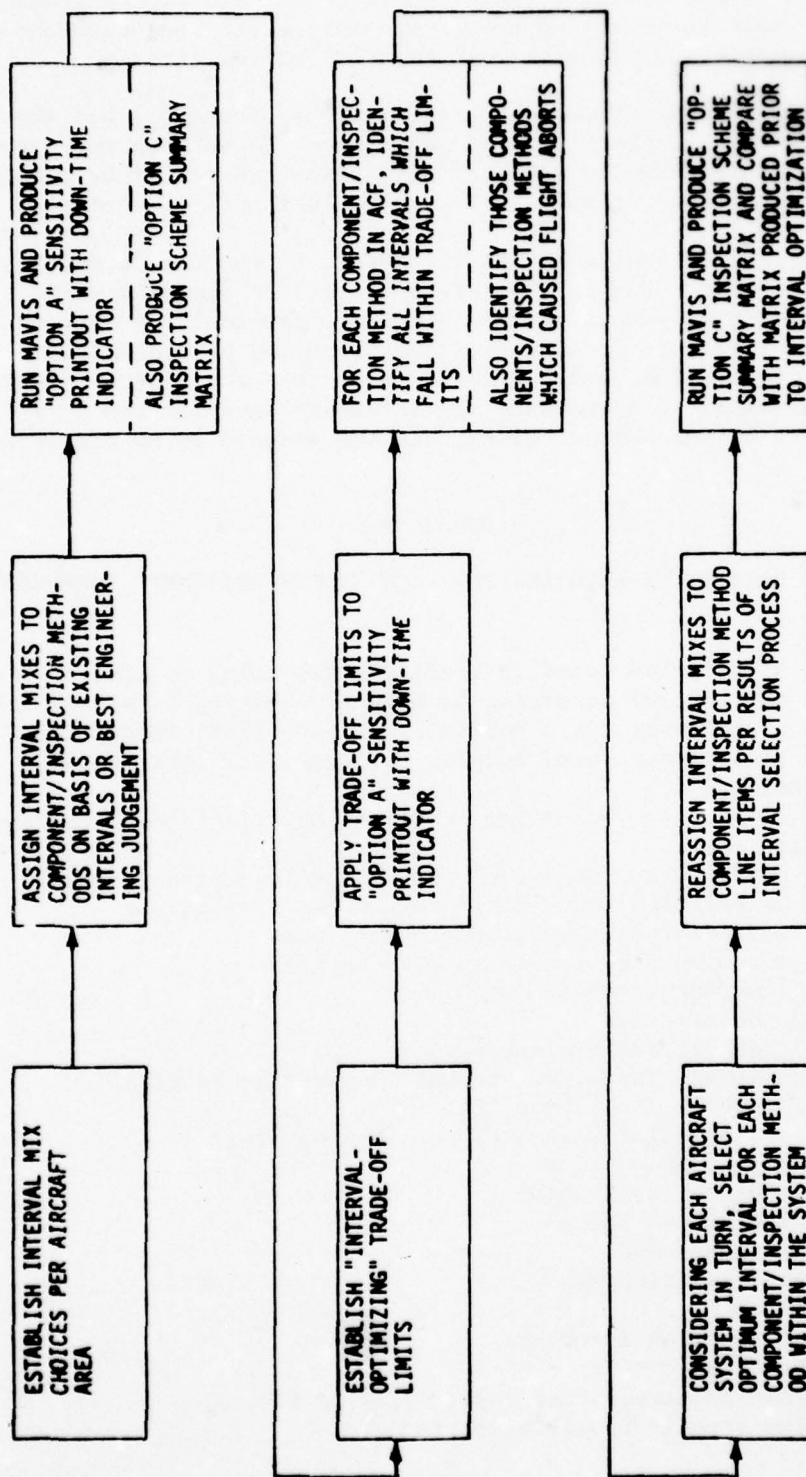 ESTABLISH INTERVAL MIX
CHOICES PER AIRCRAFT
AREA
ASSIGN INTERVAL MIXES TO
COMPONENT/INSPECTION METH-
ODS ON BASIS OF EXISTING
INTERVALS OR BEST ENGINEER-
ING JUDGEMENT
RUN MAVIS AND PRODUCE
"OPTION A" SENSITIVITY
PRINTOUT WITH DOWN-TIME
INDICATOR
ALSO PRODUCE "OPTION C"
INSPECTION SCHEME SUMMARY
MATRIX
ESTABLISH "INTERVAL-
OPTIMIZING" TRADE-OFF
LIMITS
APPLY TRADE-OFF LIMITS TO
"OPTION A" SENSITIVITY
PRINTOUT WITH DOWN-TIME
INDICATOR
FOR EACH COMPONENT/INSPEC-
TION METHOD IN ACF, IDEN-
TIFY ALL INTERVALS WHICH
FALL WITHIN TRADE-OFF LIM-
ITS
ALSO IDENTIFY THOSE COMPO-
NENTS/INSPECTION METHODS
WHICH CAUSED FLIGHT ABORTS
CONSIDERING EACH AIRCRAFT
SYSTEM IN TURN, SELECT
OPTIMUM INTERVAL FOR EACH
COMPONENT/INSPECTION METH-
OD WITHIN THE SYSTEM
REASSIGN INTERVAL MIXES TO
COMPONENT/INSPECTION METHOD
LINE ITEMS PER RESULTS OF
INTERVAL SELECTION PROCESS
RUN MAVIS AND PRODUCE "OP-
TION C" INSPECTION SCHEME
SUMMARY MATRIX AND COMPARE
WITH MATRIX PRODUCED PRIOR
TO INTERVAL OPTIMIZATION